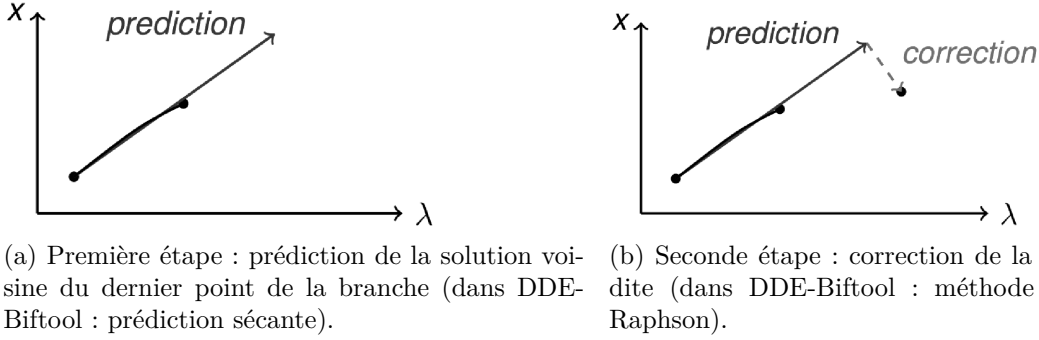 x
prediction
λ
x
prediction
correction
λ
(a) Première étape : prédiction de la solution voi-
sine du dernier point de la branche (dans DDE-
Biftool : prédiction sécante).
(b) Seconde étape : correction de la
dite (dans DDE-Biftool : méthode
Raphson).